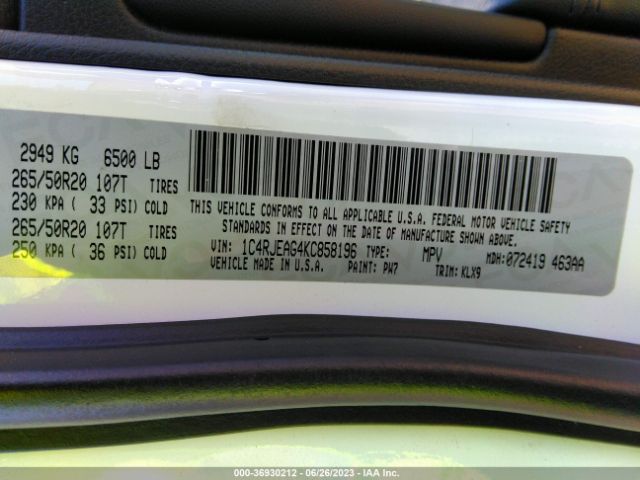 2949 KG 6500 LB
265/50R20 107T TIRES
230 KPA ( 33 PSI) COLD
265/50R20 107T TIRES
250 KPA ( 36 PSI) COLD
THIS VEHICLE CONFORMS TO ALL APPLICABLE U.S.A. FEDERAL MOTOR VEHICLE SAFETY
STANDARDS IN EFFECT ON THE DATE OF MANUFACTURE SHOWN ABOVE.
VIN: 1C4RJEAG4KC858196 TYPE: MPV MDH:072419 463AA
VEHICLE MADE IN U.S.A. PAINT: PW7 TRIM: KLX9
000-36930212 - 06/26/2023 - IAA Inc.